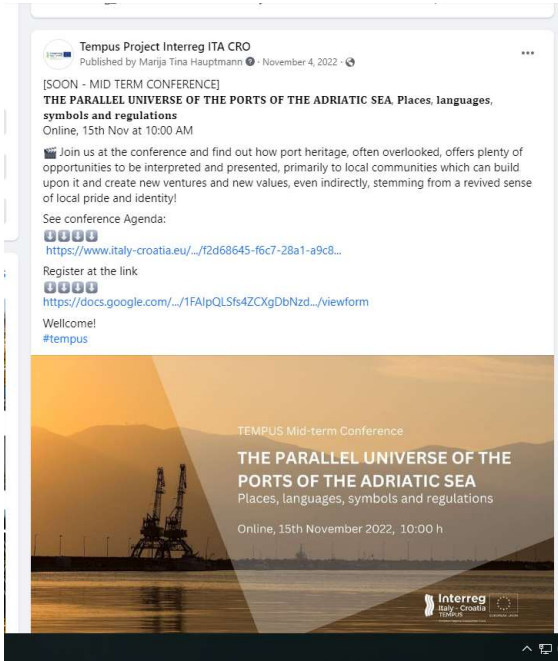 Tempus Project Interreg ITA CRO
Published by Marija Tina Hauptmann · November 4, 2022 ·
[SOON - MID TERM CONFERENCE]
THE PARALLEL UNIVERSE OF THE PORTS OF THE ADRIATIC SEA, Places, languages,
symbols and regulations
Online, 15th Nov at 10:00 AM
Join us at the conference and find out how port heritage, often overlooked, offers plenty of
opportunities to be interpreted and presented, primarily to local communities which can build
upon it and create new ventures and new values, even indirectly, stemming from a revived sense
of local pride and identity!
See conference Agenda:
https://www.italy-croatia.eu/.../f2d68645-f6c7-28a1-a9c8...
Register at the link
https://docs.google.com/.../1FAIpQLSfs4ZCXgDbNzd.../viewform
Wellcome!
#tempus
TEMPUS Mid-term Conference
THE PARALLEL UNIVERSE OF THE
PORTS OF THE ADRIATIC SEA
Places, languages, symbols and regulations
Online, 15th November 2022, 10:00 h
Interreg
Italy - Croatia
TEMPUS
EUROPEAN UNION